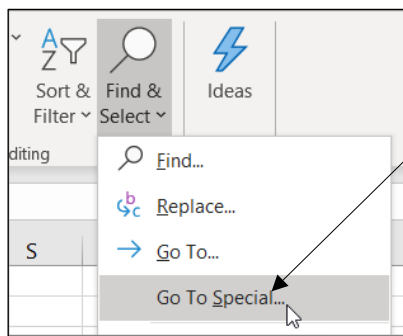 A
Z
Sort & Find & Ideas
Filter Select
diting
Find...
b
c Replace...
Go To...
S
Go To Special...